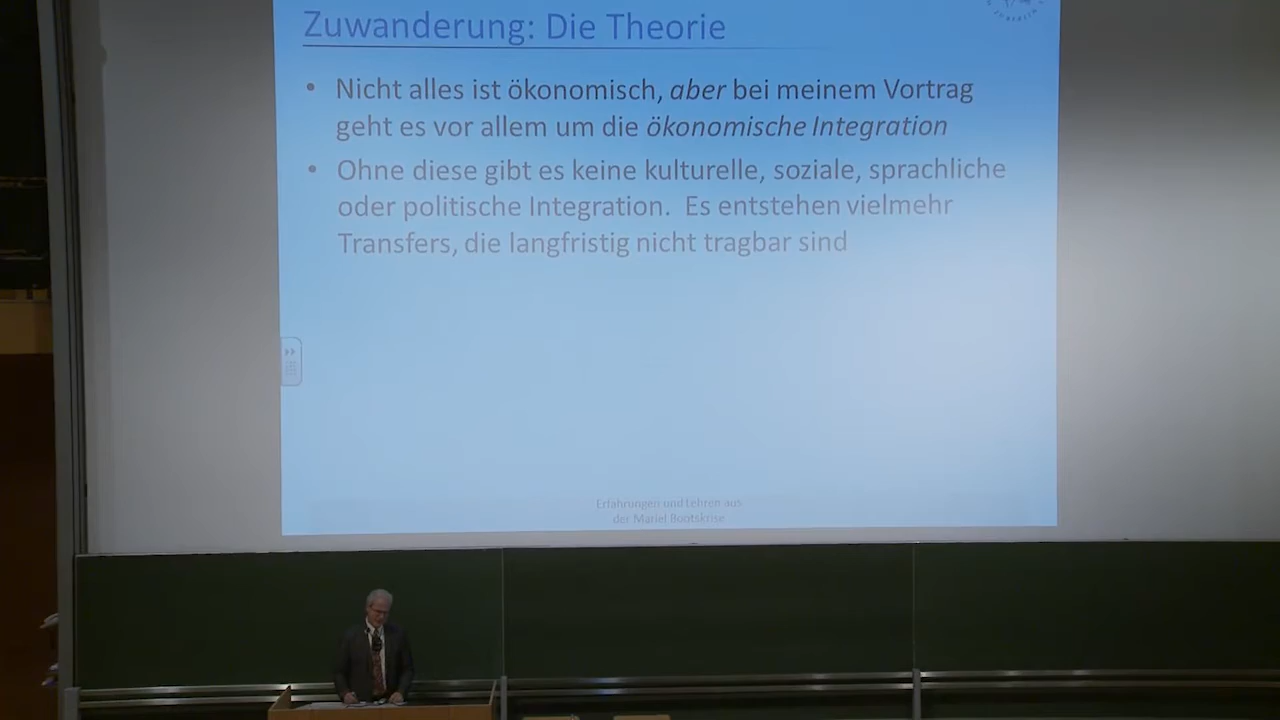 Zuwanderung: Die Theorie
• Nicht alles ist ökonomisch, aber bei meinem Vortrag
geht es vor allem um die ökonomische Integration
• Ohne diese gibt es keine kulturelle, soziale, sprachliche
oder politische Integration. Es entstehen vielmehr
Transfers, die langfristig nicht tragbar sind
Erfahrungen und Lehren aus
der Mariel Bootskrise